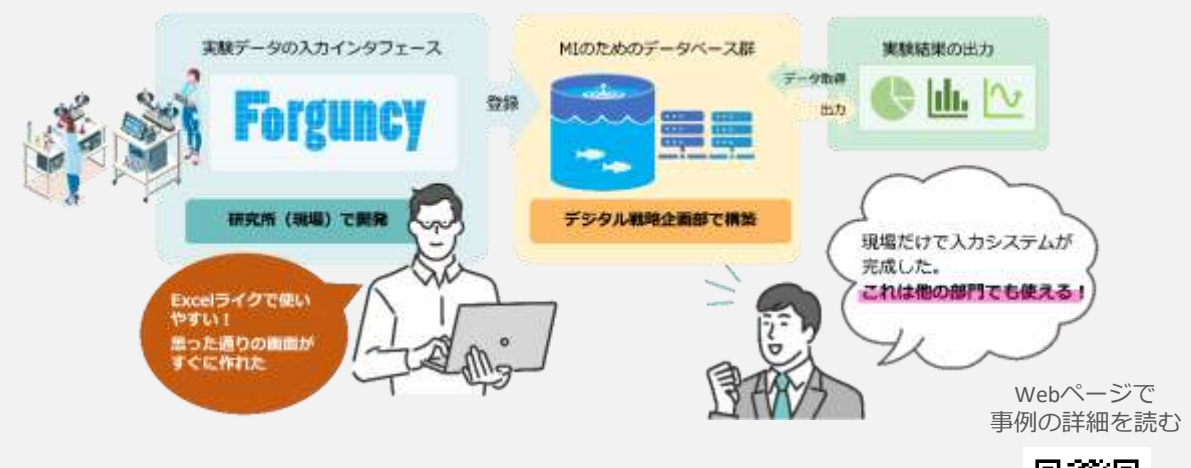 実験データの入力インタフェース
Forguncy
研究所（現場）で開発
登録
MIのためのデータベース群
デジタル戦略企画部で構築
データ取得
出力
実験結果の出力
Excelライクで使い
やすい！
思った通りの画面が
すぐに作れた
現場だけで入力システムが
完成した。
これは他の部門でも使える！
Webページで
事例の詳細を読む